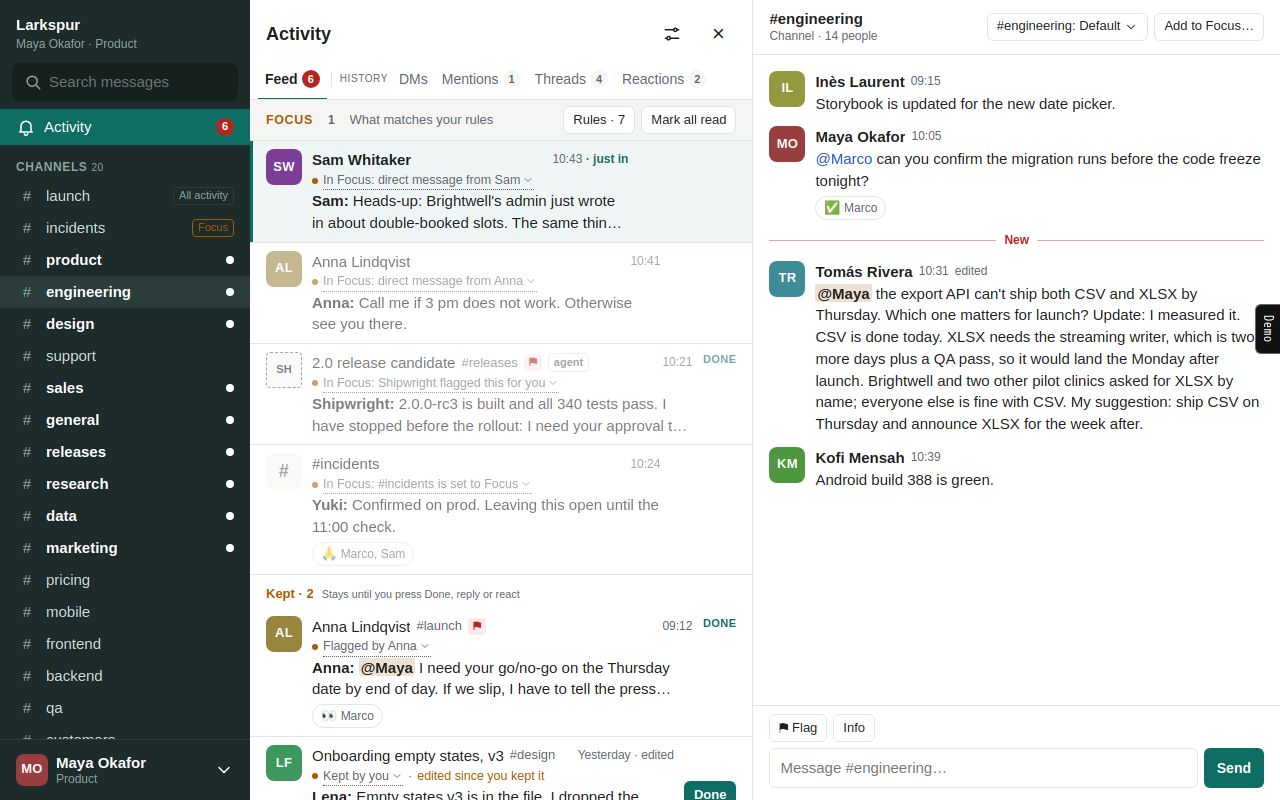 Larkspur
Maya Okafor · Product
Search messages
Activity 6
CHANNELS 20
# launch All activity
# incidents Focus
# product
# engineering
# design
# support
# sales
# general
# releases
# research
# data
# marketing
# pricing
# mobile
# frontend
# backend
# qa
# customers
MO Maya Okafor
Product
Activity
Feed 6 HISTORY DMs Mentions 1 Threads 4 Reactions 2
FOCUS 1 What matches your rules Rules · 7 Mark all read
SW Sam Whitaker 10:43 · just in
In Focus: direct message from Sam
Sam: Heads-up: Brightwell's admin just wrote
in about double-booked slots. The same thin…
AL Anna Lindqvist 10:41
In Focus: direct message from Anna
Anna: Call me if 3 pm does not work. Otherwise
see you there.
SH 2.0 release candidate #releases agent 10:21 DONE
In Focus: Shipwright flagged this for you
Shipwright: 2.0.0-rc3 is built and all 340 tests pass. I
have stopped before the rollout: I need your approval t…
# #incidents 10:24
In Focus: #incidents is set to Focus
Yuki: Confirmed on prod. Leaving this open until the
11:00 check.
🙏 Marco, Sam
Kept · 2 Stays until you press Done, reply or react
AL Anna Lindqvist #launch 09:12 DONE
Flagged by Anna
Anna: @Maya I need your go/no-go on the Thursday
date by end of day. If we slip, I have to tell the press…
👀 Marco
LF Onboarding empty states, v3 #design Yesterday · edited
Kept by you · edited since you kept it
Lena: Empty states v3 is in the file. I dropped the
Done
#engineering
Channel · 14 people
#engineering: Default Add to Focus…
IL Inès Laurent 09:15
Storybook is updated for the new date picker.
MO Maya Okafor 10:05
@Marco can you confirm the migration runs before the code freeze
tonight?
✅ Marco
New
TR Tomás Rivera 10:31 edited
@Maya the export API can't ship both CSV and XLSX by
Thursday. Which one matters for launch? Update: I measured it.
CSV is done today. XLSX needs the streaming writer, which is two
more days plus a QA pass, so it would land the Monday after
launch. Brightwell and two other pilot clinics asked for XLSX by
name; everyone else is fine with CSV. My suggestion: ship CSV on
Thursday and announce XLSX for the week after.
KM Kofi Mensah 10:39
Android build 388 is green.
Demo
Flag Info
Message #engineering…
Send